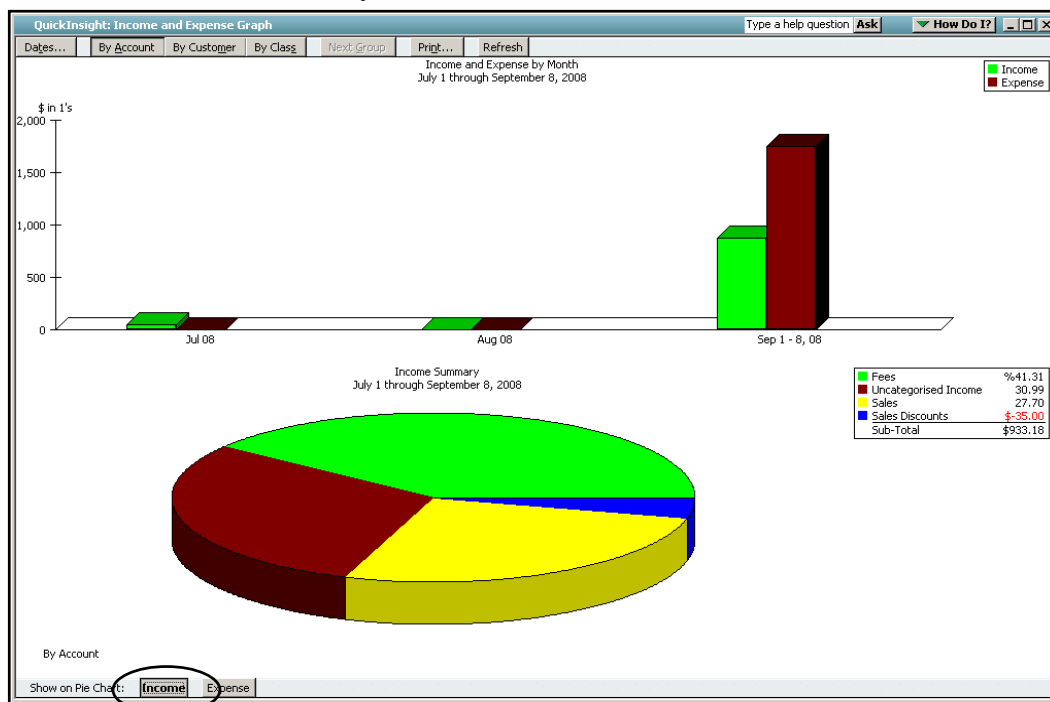 QuickInsight: Income and Expense Graph Type a help question Ask How Do I?
Dates... By Account By Customer By Class Next Group Print... Refresh
Income and Expense by Month
July 1 through September 8, 2008
Income
Expense
$ in 1's
2,000
1,500
1,000
500
0
Jul 08 Aug 08 Sep 1 - 8, 08
Income Summary
July 1 through September 8, 2008
Fees %41.31
Uncategorised Income 30.99
Sales 27.70
Sales Discounts $-35.00
Sub-Total $933.18
By Account
Show on Pie Chart: Income Expense